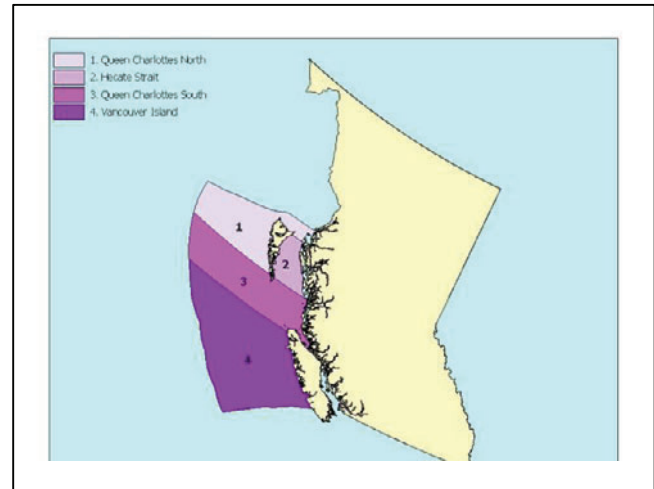 1. Queen Charlottes North
2. Hecate Strait
3. Queen Charlottes South
4. Vancouver Island
1
2
3
4